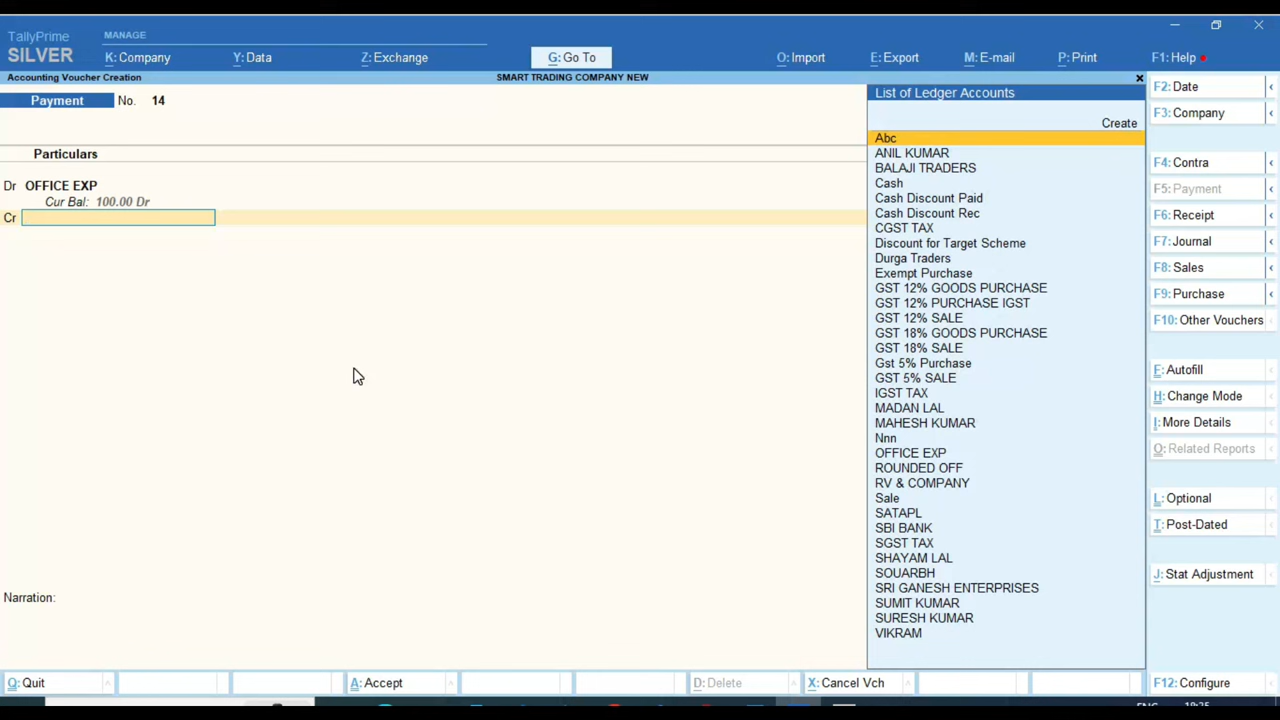 TallyPrime
MANAGE
SILVER
K: Company
Y: Data
Z: Exchange
G: Go To
O: Import
E: Export
M: E-mail
P: Print
F1: Help
Accounting Voucher Creation
SMART TRADING COMPANY NEW
Payment No. 14
Particulars
Dr OFFICE EXP
Cur Bal: 100.00 Dr
Cr
Narration:
List of Ledger Accounts
Create
Abc
ANIL KUMAR
BALAJI TRADERS
Cash
Cash Discount Paid
Cash Discount Rec
CGST TAX
Discount for Target Scheme
Durga Traders
Exempt Purchase
GST 12% GOODS PURCHASE
GST 12% PURCHASE IGST
GST 12% SALE
GST 18% GOODS PURCHASE
GST 18% SALE
Gst 5% Purchase
GST 5% SALE
IGST TAX
MADAN LAL
MAHESH KUMAR
Nnn
OFFICE EXP
ROUNDED OFF
RV & COMPANY
Sale
SATAPL
SBI BANK
SGST TAX
SHAYAM LAL
SOUARBH
SRI GANESH ENTERPRISES
SUMIT KUMAR
SURESH KUMAR
VIKRAM
F2: Date
F3: Company
F4: Contra
F5: Payment
F6: Receipt
F7: Journal
F8: Sales
F9: Purchase
F10: Other Vouchers
F: Autofill
H: Change Mode
I: More Details
O: Related Reports
L: Optional
T: Post-Dated
J: Stat Adjustment
F12: Configure
Q: Quit
A: Accept
D: Delete
X: Cancel Vch